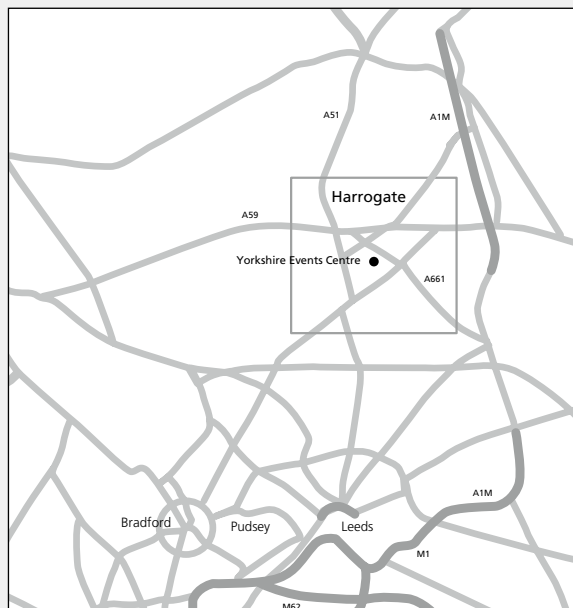 A51
A1M
Harrogate
A59
Yorkshire Events Centre
A661
A1M
Bradford
Pudsey
Leeds
M1
M62